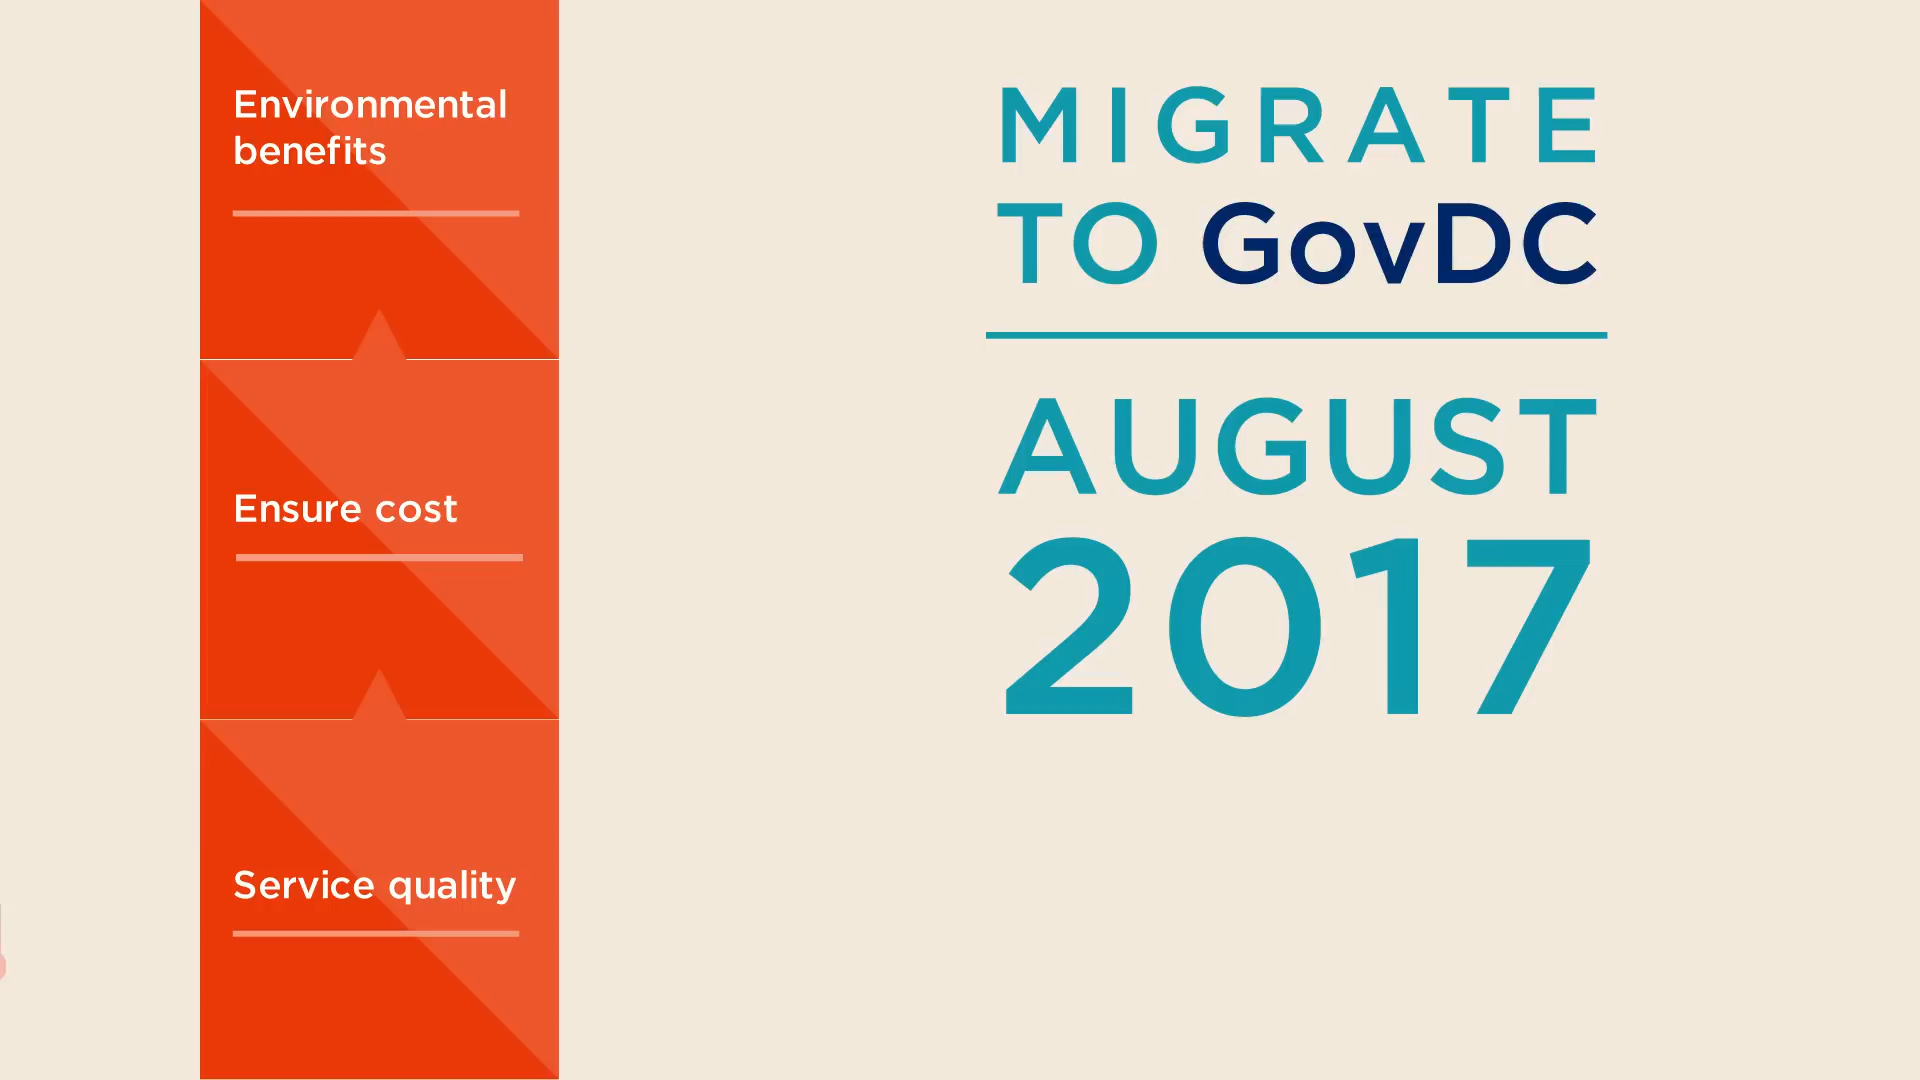 Environmental
benefits
Ensure cost
Service quality
MIGRATE
TO GovDC
AUGUST
2017